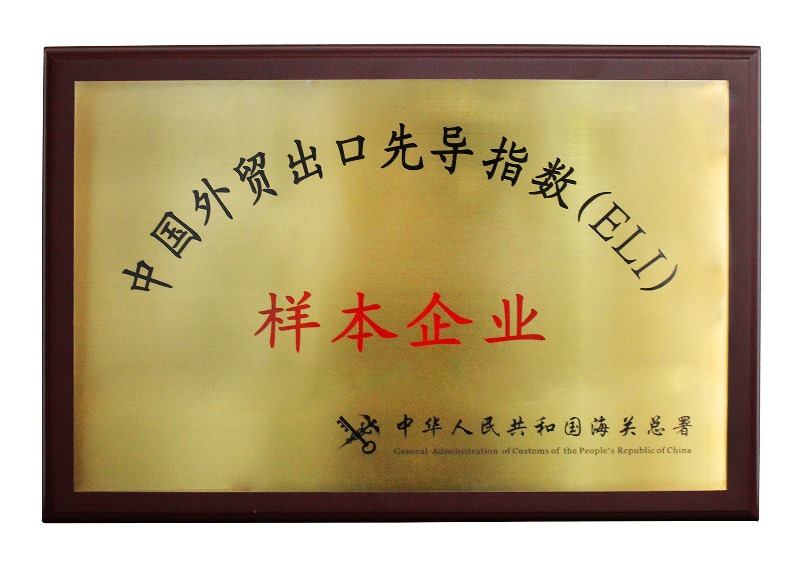 中国外贸出口先导指数(ELI)
样本企业
中华人民共和国海关总署
General Administration of Customs of the People's Republic of China